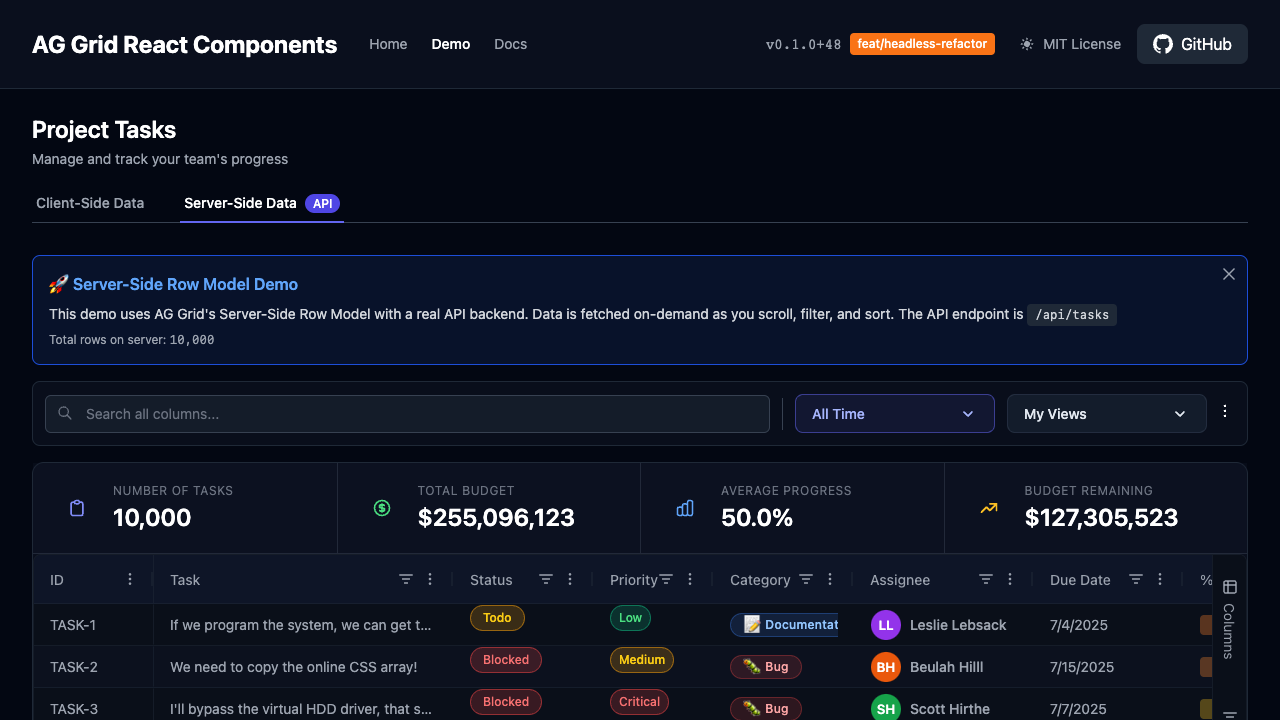 AG Grid React Components Home Demo Docs v0.1.0+48 feat/headless-refactor MIT License GitHub
Project Tasks
Manage and track your team's progress
Client-Side Data Server-Side Data API
🚀 Server-Side Row Model Demo
This demo uses AG Grid's Server-Side Row Model with a real API backend. Data is fetched on-demand as you scroll, filter, and sort. The API endpoint is /api/tasks
Total rows on server: 10,000
Search all columns... All Time My Views
NUMBER OF TASKS TOTAL BUDGET AVERAGE PROGRESS BUDGET REMAINING
10,000 $255,096,123 50.0% $127,305,523
ID Task Status Priority Category Assignee Due Date %
TASK-1 If we program the system, we can get t... Todo Low 📝 Documentat LL Leslie Lebsack 7/4/2025
TASK-2 We need to copy the online CSS array! Blocked Medium 🐛 Bug BH Beulah Hilll 7/15/2025
TASK-3 I'll bypass the virtual HDD driver, that s... Blocked Critical 🐛 Bug SH Scott Hirthe 7/7/2025
Columns